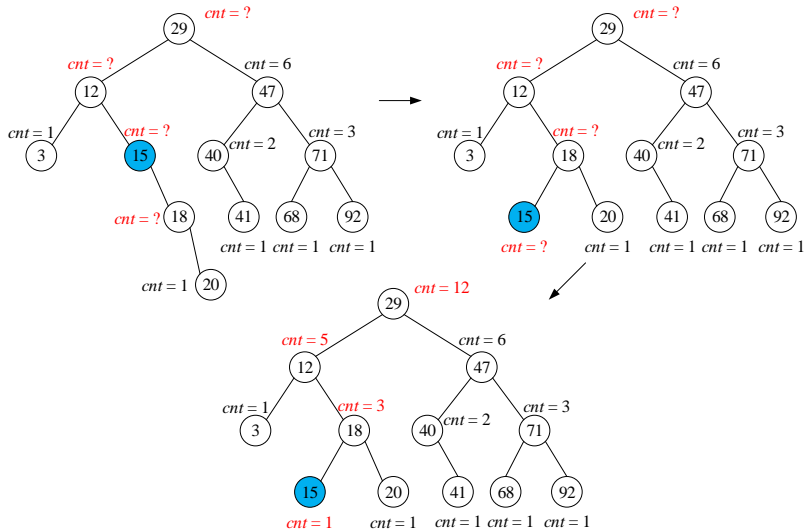 cnt = ?
29
cnt = ? cnt = 6
12 47
cnt = 1 cnt = ? cnt = 2 cnt = 3
3 15 40 71
cnt = ? 18 41 68 92
cnt = 1 cnt = 1 cnt = 1
cnt = 1 20
cnt = ?
29
cnt = ? cnt = 6
12 47
cnt = 1 cnt = ? cnt = 2 cnt = 3
3 18 40 71
15 20 41 68 92
cnt = ? cnt = 1 cnt = 1 cnt = 1 cnt = 1
cnt = 12
29
cnt = 5 cnt = 6
12 47
cnt = 1 cnt = 3 cnt = 2 cnt = 3
3 18 40 71
15 20 41 68 92
cnt = 1 cnt = 1 cnt = 1 cnt = 1 cnt = 1